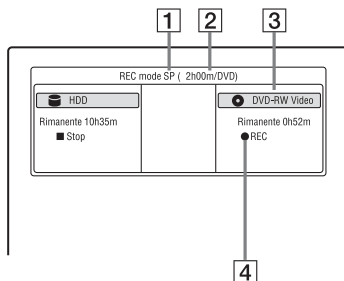 1 2 3
REC mode SP ( 2h00m/DVD)
HDD
Rimanente 10h35m
■ Stop
DVD-RW Video
Rimanente 0h52m
●REC
4